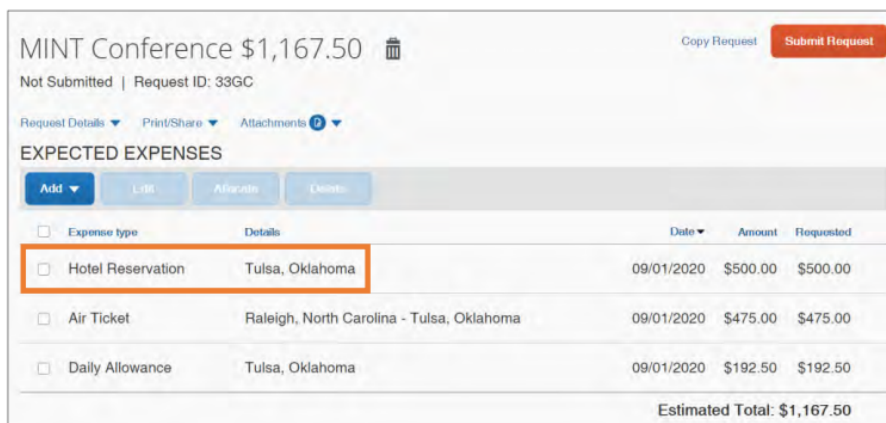 MINT Conference $1,167.50
Copy Request
Submit Request
Not Submitted | Request ID: 33GC
Request Details Print/Share Attachments
EXPECTED EXPENSES
Add Edit Allocate Delete
Expense type Details Date Amount Requested
Hotel Reservation Tulsa, Oklahoma 09/01/2020 $500.00 $500.00
Air Ticket Raleigh, North Carolina - Tulsa, Oklahoma 09/01/2020 $475.00 $475.00
Daily Allowance Tulsa, Oklahoma 09/01/2020 $192.50 $192.50
Estimated Total: $1,167.50